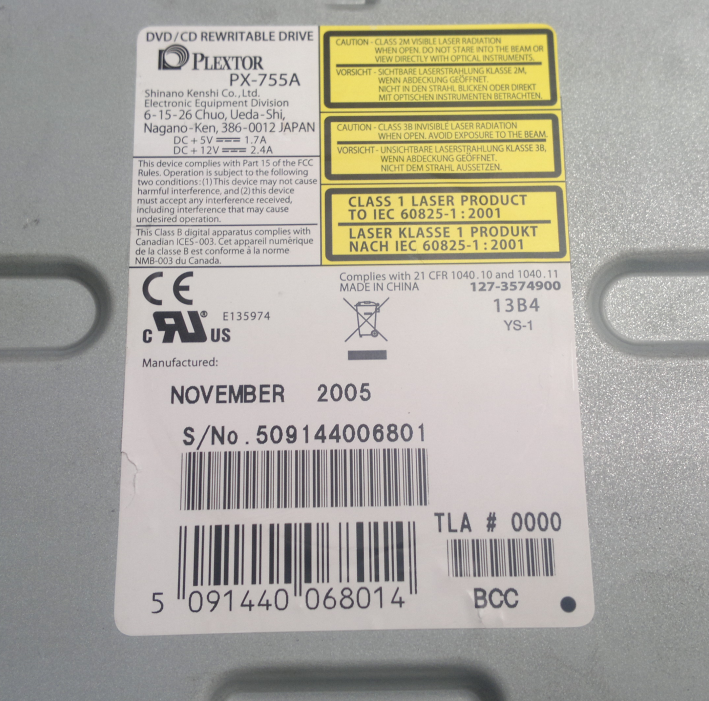 DVD/CD REWRITABLE DRIVE
PLEXTOR
PX-755A
Shinano Kenshi Co.,Ltd.
Electronic Equipment Division
6-15-26 Chuo, Ueda-Shi,
Nagano-Ken, 386-0012 JAPAN
DC + 5V 1.7A
DC + 12V 2.4A
This device complies with Part 15 of the FCC
Rules. Operation is subject to the following
two conditions: (1) This device may not cause
harmful interference, and (2) this device
must accept any interference received,
including interference that may cause
undesired operation.
This Class B digital apparatus complies with
Canadian ICES-003. Cet appareil numérique
de la classe B est conforme à la norme
NMB-003 du Canada.
CAUTION - CLASS 2M VISIBLE LASER RADIATION
WHEN OPEN. DO NOT STARE INTO THE BEAM OR
VIEW DIRECTLY WITH OPTICAL INSTRUMENTS.
VORSICHT - SICHTBARE LASERSTRAHLUNG KLASSE 2M,
WENN ABDECKUNG GEÖFFNET.
NICHT IN DEN STRAHL BLICKEN ODER DIREKT
MIT OPTISCHEN INSTRUMENTEN BETRACHTEN.
CAUTION - CLASS 3B INVISIBLE LASER RADIATION
WHEN OPEN. AVOID EXPOSURE TO THE BEAM.
VORSICHT - UNSICHTBARE LASERSTRAHLUNG KLASSE 3B,
WENN ABDECKUNG GEÖFFNET.
NICHT DEM STRAHL AUSSETZEN.
CLASS 1 LASER PRODUCT
TO IEC 60825-1 : 2001
LASER KLASSE 1 PRODUKT
NACH IEC 60825-1 : 2001
CE
C RU ® US
E135974
Complies with 21 CFR 1040.10 and 1040.11
MADE IN CHINA 127-3574900
13B4
YS-1
Manufactured:
NOVEMBER 2005
S/No. 509144006801
TLA # 0000
5 091440 068014
BCC